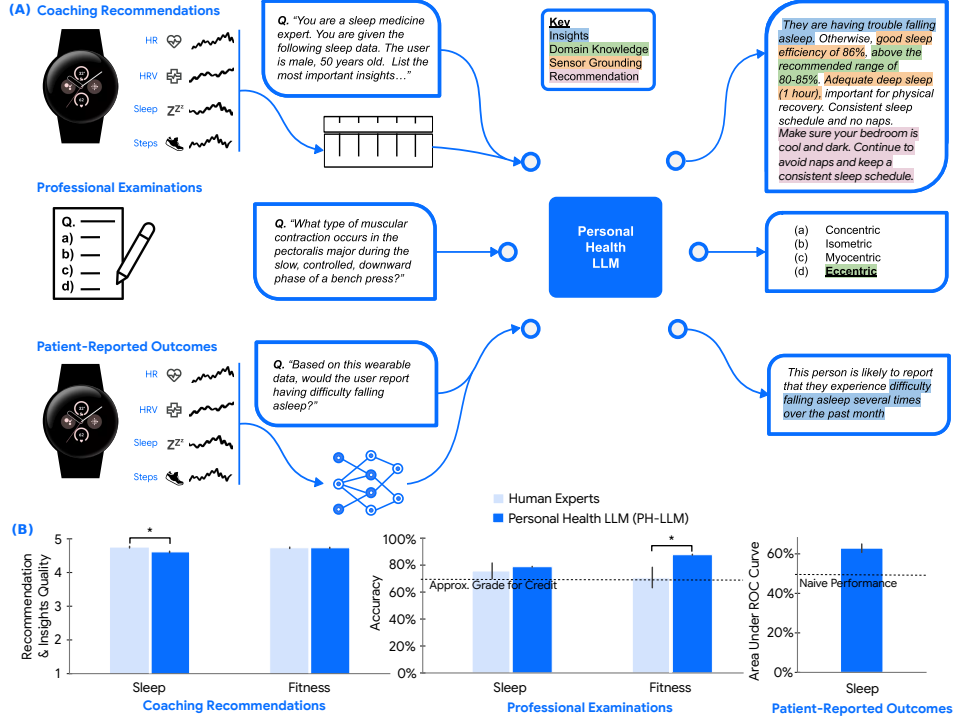 (A) Coaching Recommendations
HR
HRV
Sleep
Zzz
Steps
Q. “You are a sleep medicine
expert. You are given the
following sleep data. The user
is male, 50 years old. List the
most important insights…”
Key
Insights
Domain Knowledge
Sensor Grounding
Recommendation
They are having trouble falling
asleep. Otherwise, good sleep
efficiency of 86%, above the
recommended range of
80-85%. Adequate deep sleep
(1 hour), important for physical
recovery. Consistent sleep
schedule and no naps.
Make sure your bedroom is
cool and dark. Continue to
avoid naps and keep a
consistent sleep schedule.
Professional Examinations
Q.
a)
b)
c)
d)
Q. “What type of muscular
contraction occurs in the
pectoralis major during the
slow, controlled, downward
phase of a bench press?”
Personal
Health
LLM
(a) Concentric
(b) Isometric
(c) Myocentric
(d) Eccentric
Patient-Reported Outcomes
HR
HRV
Sleep
Zzz
Steps
Q. “Based on this wearable
data, would the user report
having difficulty falling
asleep?”
This person is likely to report
that they experience difficulty
falling asleep several times
over the past month
(B)
Human Experts
Personal Health LLM (PH-LLM)
Recommendation
& Insights Quality
5
4
3
2
1
*
Sleep
Fitness
Coaching Recommendations
Accuracy
100%
80%
60%
40%
20%
0%
Approx. Grade for Credit
*
Sleep
Fitness
Professional Examinations
Area Under ROC Curve
60%
40%
20%
0%
Naive Performance
Sleep
Patient-Reported Outcomes